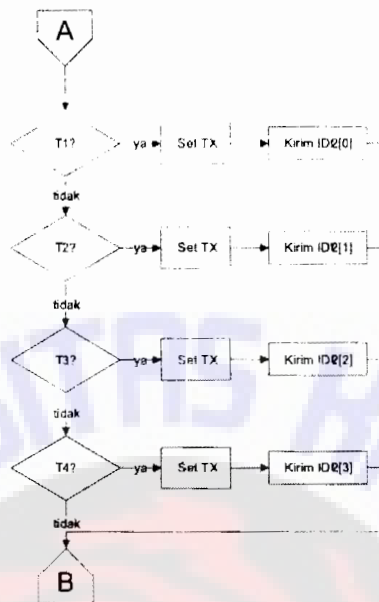 A
T1? ya Set TX Kirim ID2[0]
tidak
T2? ya Set TX Kirim ID2[1]
tidak
T3? ya Set TX Kirim ID2[2]
tidak
T4? ya Set TX Kirim ID2[3]
tidak
B